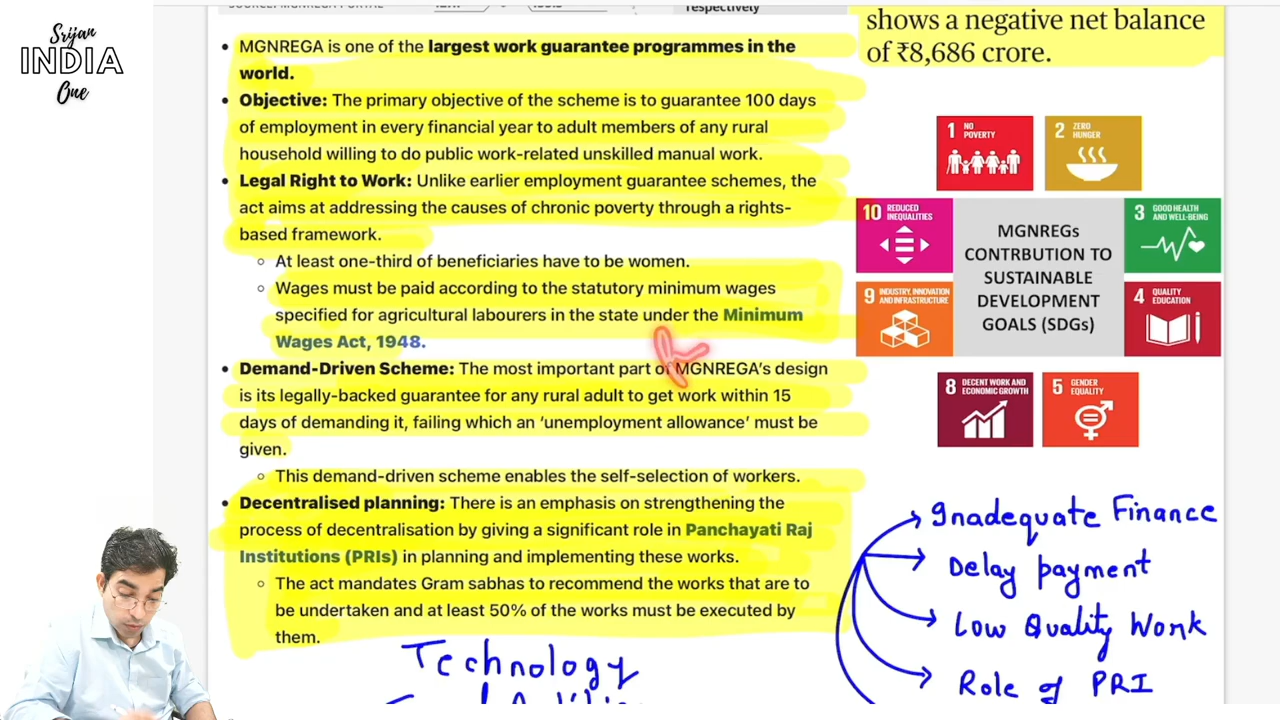 Srijan
INDIA
One
respectively
shows a negative net balance
of ₹8,686 crore.
• MGNREGA is one of the largest work guarantee programmes in the
world.
• Objective: The primary objective of the scheme is to guarantee 100 days
of employment in every financial year to adult members of any rural
household willing to do public work-related unskilled manual work.
• Legal Right to Work: Unlike earlier employment guarantee schemes, the
act aims at addressing the causes of chronic poverty through a rights-
based framework.
○ At least one-third of beneficiaries have to be women.
○ Wages must be paid according to the statutory minimum wages
specified for agricultural labourers in the state under the Minimum
Wages Act, 1948.
• Demand-Driven Scheme: The most important part of MGNREGA’s design
is its legally-backed guarantee for any rural adult to get work within 15
days of demanding it, failing which an ‘unemployment allowance’ must be
given.
○ This demand-driven scheme enables the self-selection of workers.
• Decentralised planning: There is an emphasis on strengthening the
process of decentralisation by giving a significant role in Panchayati Raj
Institutions (PRIs) in planning and implementing these works.
○ The act mandates Gram sabhas to recommend the works that are to
be undertaken and at least 50% of the works must be executed by
them.
Technology
1 NO
POVERTY
2 ZERO
HUNGER
10 REDUCED
INEQUALITIES
MGNREGs
CONTRIBUTION TO
SUSTAINABLE
DEVELOPMENT
GOALS (SDGs)
3 GOOD HEALTH
AND WELL-BEING
9 INDUSTRY, INNOVATION
AND INFRASTRUCTURE
4 QUALITY
EDUCATION
8 DECENT WORK AND
ECONOMIC GROWTH
5 GENDER
EQUALITY
Inadequate Finance
Delay payment
Low Quality Work
Role of PRI